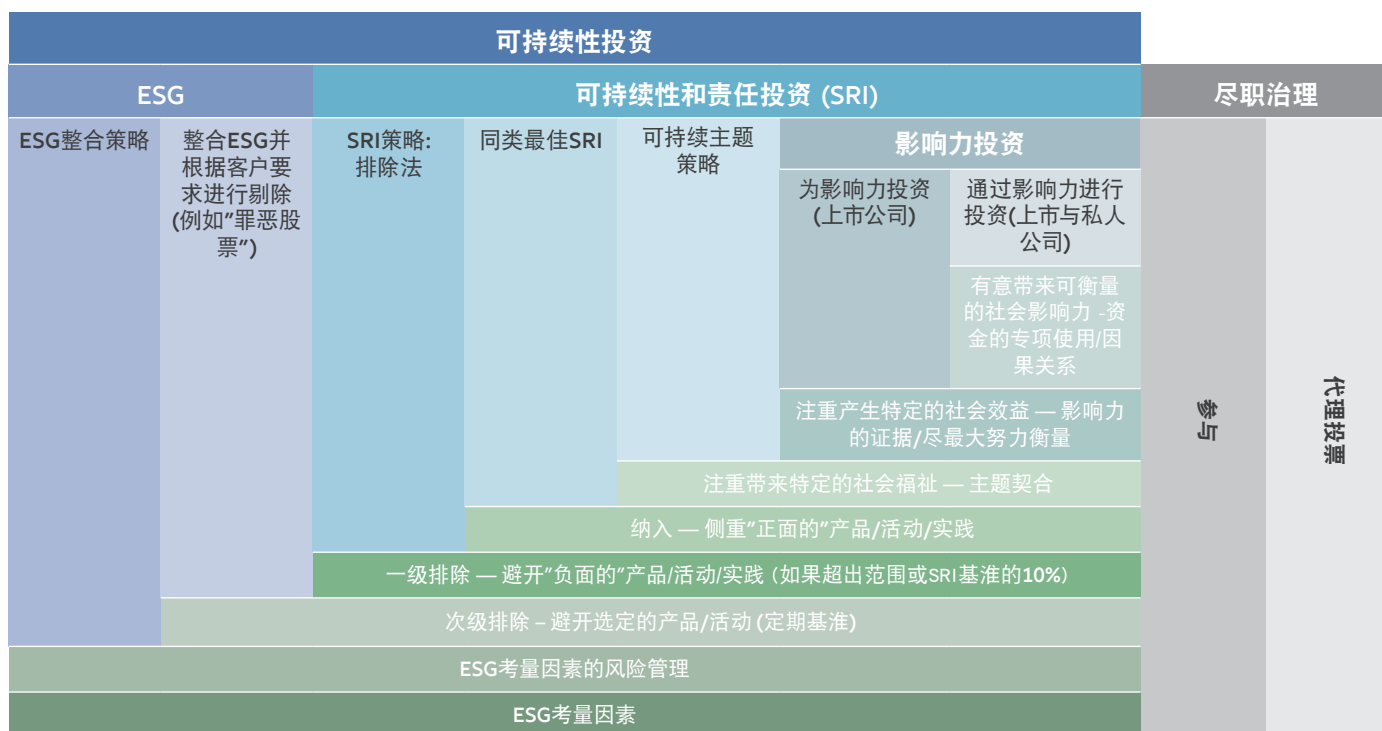 可持续性投资
ESG
可持续性和责任投资 (SRI)
尽职治理
ESG整合策略
整合ESG并
根据客户要
求进行剔除
(例如”罪恶股
票”)
SRI策略:
排除法
同类最佳SRI
可持续主题
策略
影响力投资
为影响力投资
(上市公司)
通过影响力进行
投资(上市与私人
公司)
有意带来可衡量
的社会影响力 -资
金的专项使用/因
果关系
注重产生特定的社会效益 — 影响力
的证据/尽最大努力衡量
注重带来特定的社会福祉 — 主题契合
纳入 — 侧重”正面的”产品/活动/实践
一级排除 — 避开”负面的”产品/活动/实践 (如果超出范围或SRI基准的10%)
次级排除 – 避开选定的产品/活动 (定期基准)
ESG考量因素的风险管理
ESG考量因素
参与
代理投票